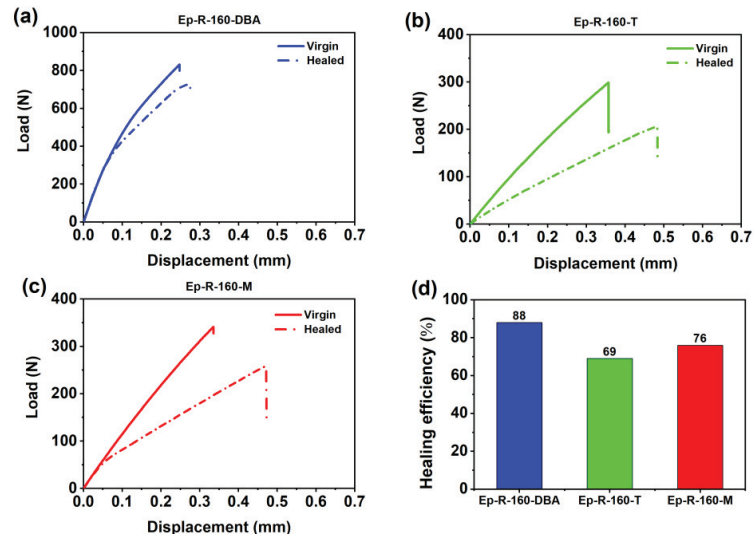 (a)
Ep-R-160-DBA
1000
800
600
400
200
0
Load (N)
Virgin
Healed
0.0 0.1 0.2 0.3 0.4 0.5 0.6 0.7
Displacement (mm)
(b)
Ep-R-160-T
400
300
200
100
0
Load (N)
Virgin
Healed
0.0 0.1 0.2 0.3 0.4 0.5 0.6 0.7
Displacement (mm)
(c)
Ep-R-160-M
400
300
200
100
0
Load (N)
Virgin
Healed
0.0 0.1 0.2 0.3 0.4 0.5 0.6 0.7
Displacement (mm)
(d)
100
80
60
40
20
0
Healing efficiency (%)
88
69
76
Ep-R-160-DBA Ep-R-160-T Ep-R-160-M